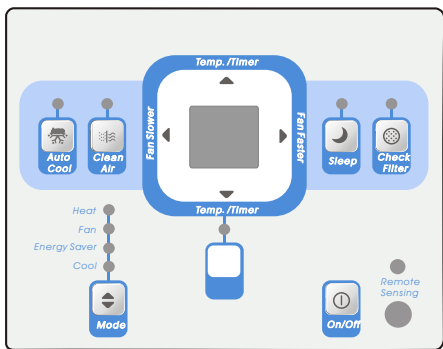 Temp. /Timer
Fan Slower
Fan Faster
Auto
Cool
Clean
Air
Sleep
Check
Filter
Temp. /Timer
Heat
Fan
Energy Saver
Cool
Mode
On/Off
Remote
Sensing